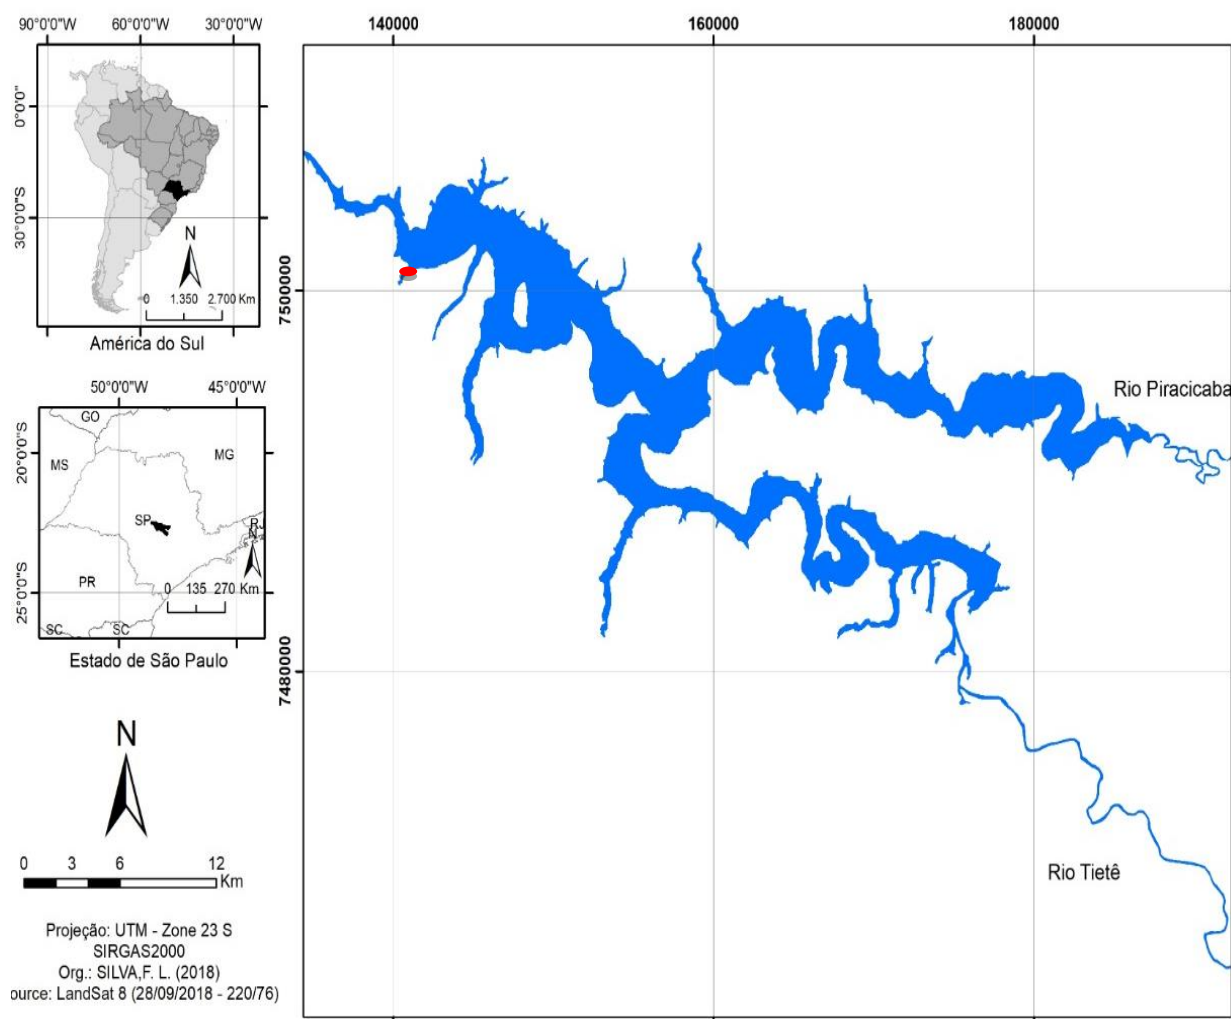 90°0'0"W 60°0'0"W 30°0'0"W
0°0'0"
30°0'0"S
N
0 1.350 2.700 Km
América do Sul
50°0'0"W 45°0'0"W
20°0'0"S
25°0'0"S
GO
MS
MG
SP
R
N
PR
0 135 270 Km
SC
SC
Estado de São Paulo
N
0 3 6 12
Km
Projeção: UTM - Zone 23 S
SIRGAS2000
Org.: SILVA,F. L. (2018)
ource: LandSat 8 (28/09/2018 - 220/76)
140000 160000 180000
7500000
7480000
Rio Piracicaba
Rio Tietê